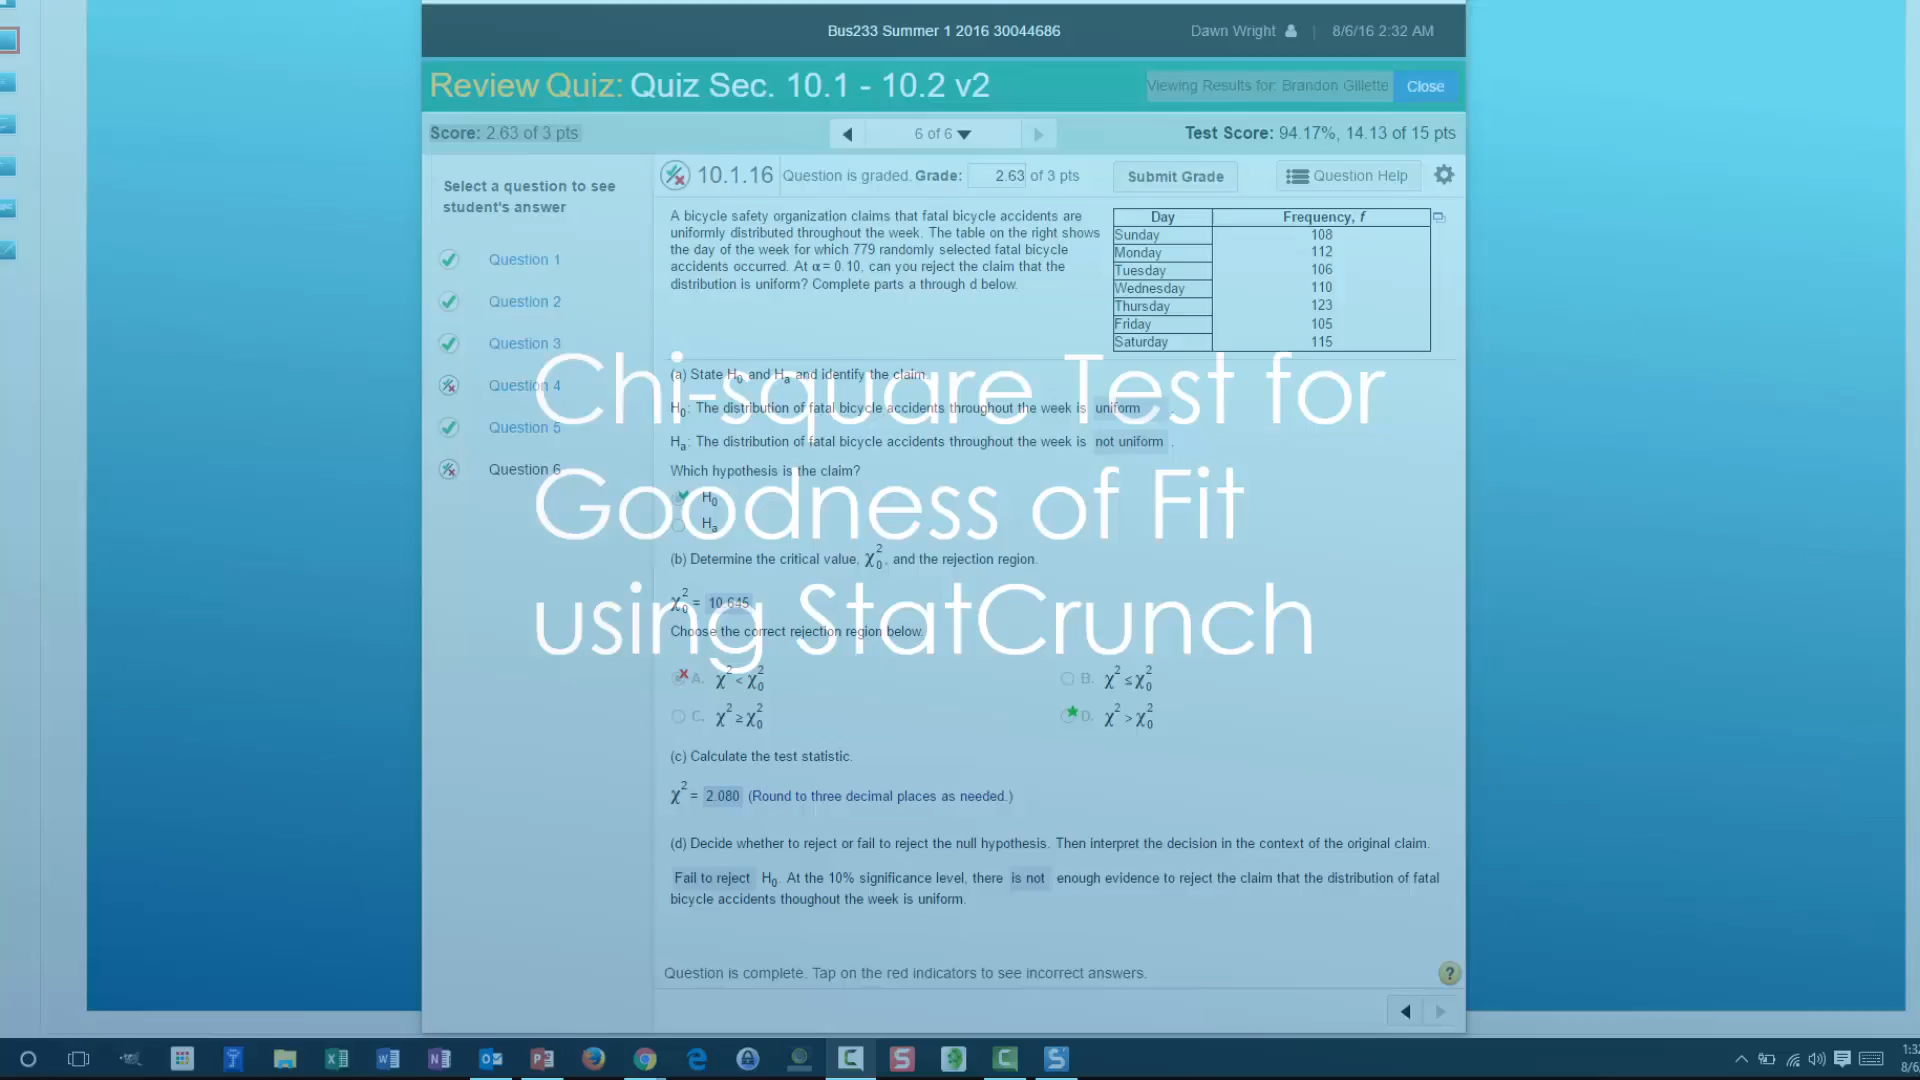 Bus233 Summer 1 2016 30044686
Dawn Wright | 8/6/16 2:32 AM
Review Quiz: Quiz Sec. 10.1 - 10.2 v2
Viewing Results for: Brandon Gillette
Close
Score: 2.63 of 3 pts
6 of 6
Test Score: 94.17%, 14.13 of 15 pts
Select a question to see
student's answer
Question 1
Question 2
Question 3
Question 4
Question 5
Question 6
10.1.16
Question is graded. Grade: 2.63 of 3 pts
Submit Grade
Question Help
A bicycle safety organization claims that fatal bicycle accidents are
uniformly distributed throughout the week. The table on the right shows
the day of the week for which 779 randomly selected fatal bicycle
accidents occurred. At α = 0.10, can you reject the claim that the
distribution is uniform? Complete parts a through d below.
Day Frequency, f
Sunday 108
Monday 112
Tuesday 106
Wednesday 110
Thursday 123
Friday 105
Saturday 115
Chi-square Test for
Goodness of Fit
using StatCrunch
(a) State H0 and Ha and identify the claim.
H0: The distribution of fatal bicycle accidents throughout the week is uniform .
Ha: The distribution of fatal bicycle accidents throughout the week is not uniform .
Which hypothesis is the claim?
H0
Ha
(b) Determine the critical value, χ²0, and the rejection region.
χ²0 = 10.645
Choose the correct rejection region below.
A. χ² < χ²0
B. χ² ≤ χ²0
C. χ² ≥ χ²0
D. χ² > χ²0
(c) Calculate the test statistic.
χ² = 2.080 (Round to three decimal places as needed.)
(d) Decide whether to reject or fail to reject the null hypothesis. Then interpret the decision in the context of the original claim.
Fail to reject H0. At the 10% significance level, there is not enough evidence to reject the claim that the distribution of fatal
bicycle accidents thoughout the week is uniform.
Question is complete. Tap on the red indicators to see incorrect answers.
?